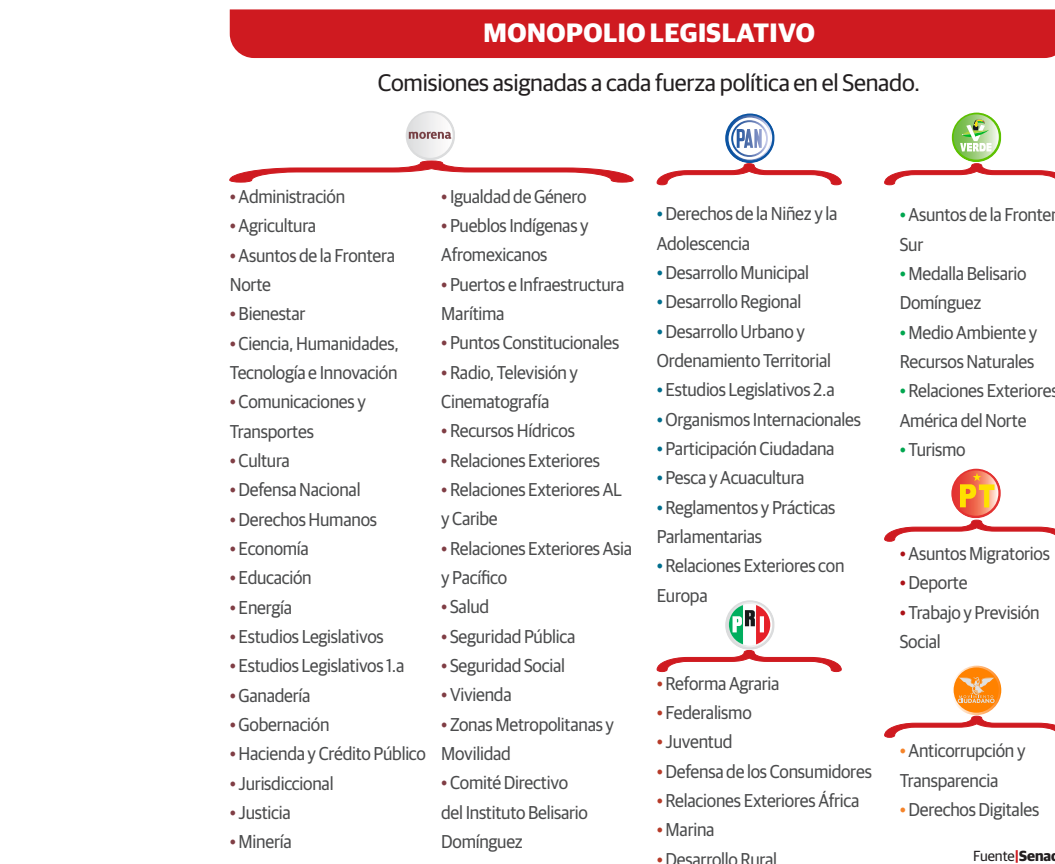 MONOPOLIO LEGISLATIVO
Comisiones asignadas a cada fuerza política en el Senado.
morena
• Administración
• Agricultura
• Asuntos de la Frontera
Norte
• Bienestar
• Ciencia, Humanidades,
Tecnología e Innovación
• Comunicaciones y
Transportes
• Cultura
• Defensa Nacional
• Derechos Humanos
• Economía
• Educación
• Energía
• Estudios Legislativos
• Estudios Legislativos 1.a
• Ganadería
• Gobernación
• Hacienda y Crédito Público
• Jurisdiccional
• Justicia
• Minería
• Igualdad de Género
• Pueblos Indígenas y
Afromexicanos
• Puertos e Infraestructura
Marítima
• Puntos Constitucionales
• Radio, Televisión y
Cinematografía
• Recursos Hídricos
• Relaciones Exteriores
• Relaciones Exteriores AL
y Caribe
• Relaciones Exteriores Asia
y Pacífico
• Salud
• Seguridad Pública
• Seguridad Social
• Vivienda
• Zonas Metropolitanas y
Movilidad
• Comité Directivo
del Instituto Belisario
Domínguez
PAN
• Derechos de la Niñez y la
Adolescencia
• Desarrollo Municipal
• Desarrollo Regional
• Desarrollo Urbano y
Ordenamiento Territorial
• Estudios Legislativos 2.a
• Organismos Internacionales
• Participación Ciudadana
• Pesca y Acuacultura
• Reglamentos y Prácticas
Parlamentarias
• Relaciones Exteriores con
Europa
PRI
• Reforma Agraria
• Federalismo
• Juventud
• Defensa de los Consumidores
• Relaciones Exteriores África
• Marina
• Desarrollo Rural
VERDE
• Asuntos de la Fronter
Sur
• Medalla Belisario
Domínguez
• Medio Ambiente y
Recursos Naturales
• Relaciones Exteriores
América del Norte
• Turismo
PT
• Asuntos Migratorios
• Deporte
• Trabajo y Previsión
Social
CIUDADANO
• Anticorrupción y
Transparencia
• Derechos Digitales
Fuente|Senad